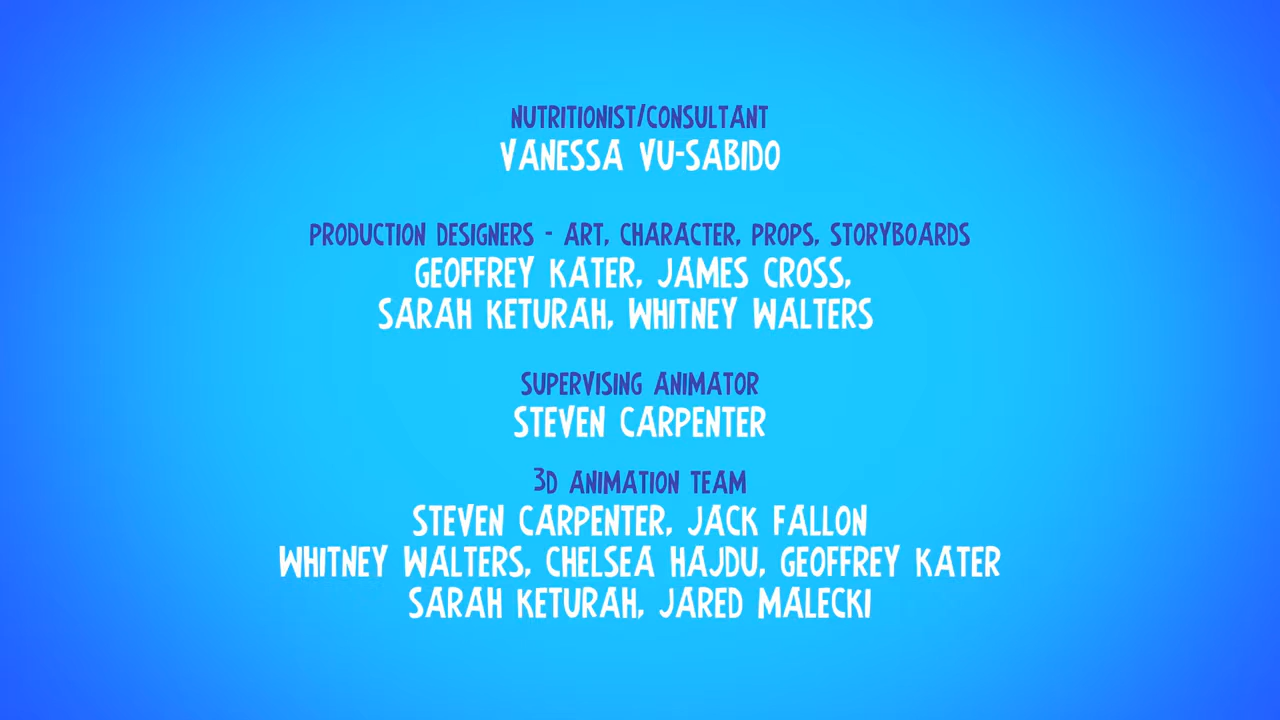 NUTRITIONIST/CONSULTANT
VANESSA VU-SABIDO
PRODUCTION DESIGNERS - ART, CHARACTER, PROPS, STORYBOARDS
GEOFFREY KATER, JAMES CROSS,
SARAH KETURAH, WHITNEY WALTERS
SUPERVISING ANIMATOR
STEVEN CARPENTER
3D ANIMATION TEAM
STEVEN CARPENTER, JACK FALLON
WHITNEY WALTERS, CHELSEA HAJDU, GEOFFREY KATER
SARAH KETURAH, JARED MALECKI